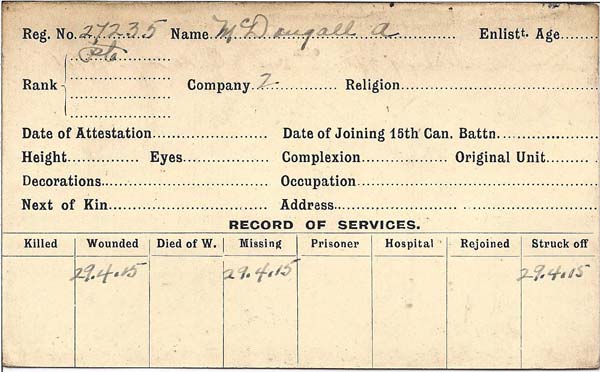 Reg. No. 27235 Name McDougall A Enlistt. Age
Pte
Rank Company 2 Religion
Date of Attestation Date of Joining 15th Can. Battn.
Height Eyes Complexion Original Unit
Decorations Occupation
Next of Kin Address
RECORD OF SERVICES.
Killed Wounded Died of W. Missing Prisoner Hospital Rejoined Struck off
29.4.15 29.4.15 29.4.15